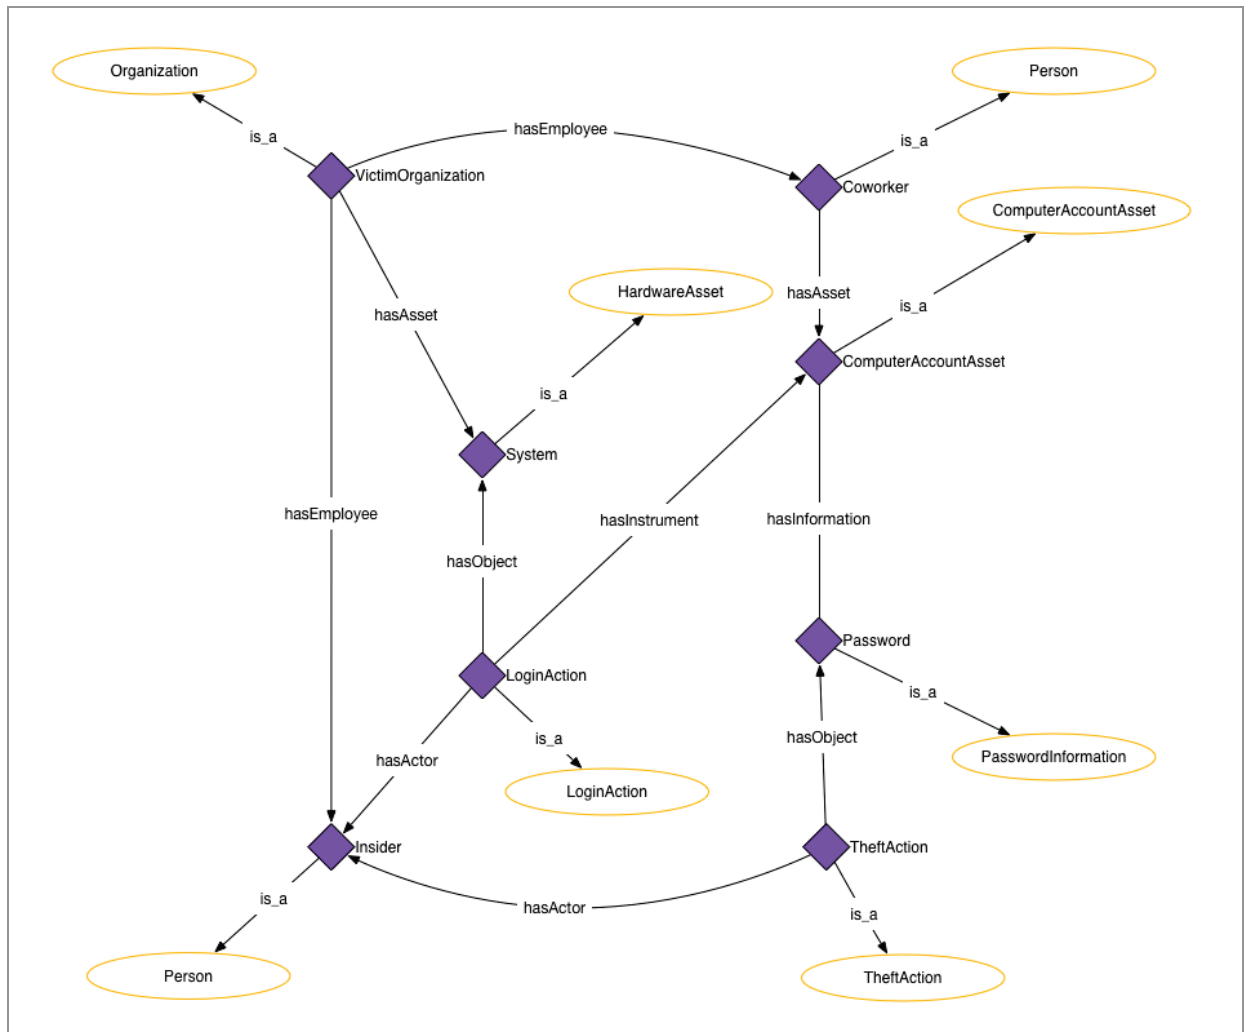 Organization
Person
hasEmployee
is_a
is_a
VictimOrganization
Coworker
ComputerAccountAsset
HardwareAsset
hasAsset
is_a
hasAsset
ComputerAccountAsset
is_a
System
hasEmployee
hasInstrument
hasInformation
hasObject
Password
LoginAction
is_a
hasObject
is_a
PasswordInformation
hasActor
LoginAction
Insider
TheftAction
is_a
hasActor
is_a
Person
TheftAction